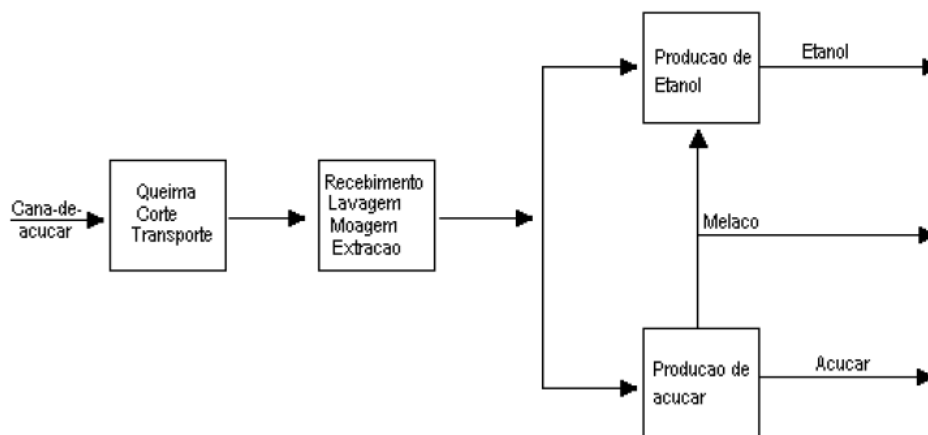 Cana-de-
acucar
Queima
Corte
Transporte
Recebimento
Lavagem
Moagem
Extracao
Producao de
Etanol
Etanol
Melaco
Producao de
acucar
Acucar